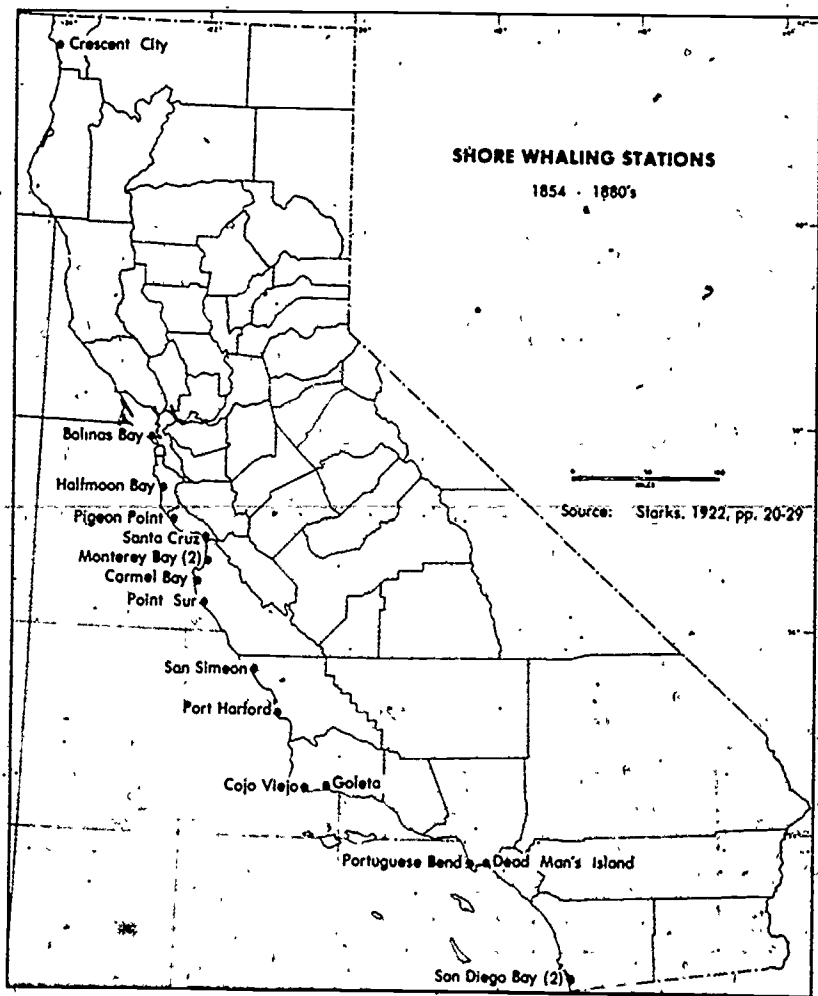 Crescent City
SHORE WHALING STATIONS
1854 - 1880's
Bolinas Bay
Halfmoon Bay
Pigeon Point
Source: Starks, 1922, pp. 20-29
Santa Cruz
Monterey Bay (2)
Carmel Bay
Point Sur
San Simeon
Port Harford
Cojo Viejo
Goleta
Portuguese Bend
Dead Man's Island
San Diego Bay (2)